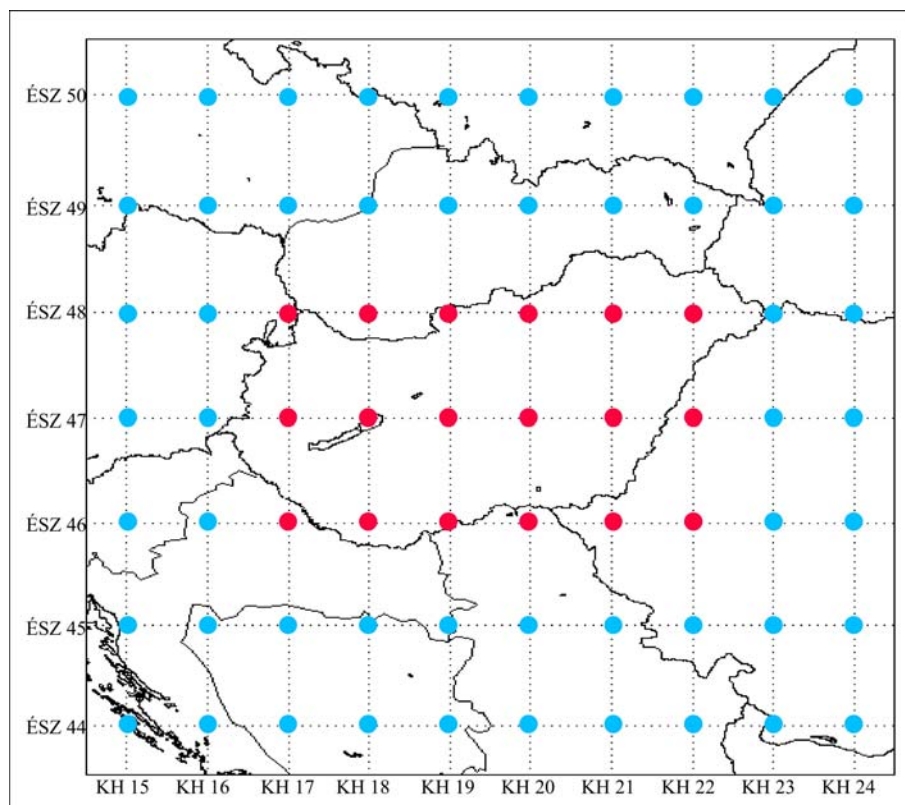 ÉSZ 50
ÉSZ 49
ÉSZ 48
ÉSZ 47
ÉSZ 46
ÉSZ 45
ÉSZ 44
KH 15 KH 16 KH 17 KH 18 KH 19 KH 20 KH 21 KH 22 KH 23 KH 24